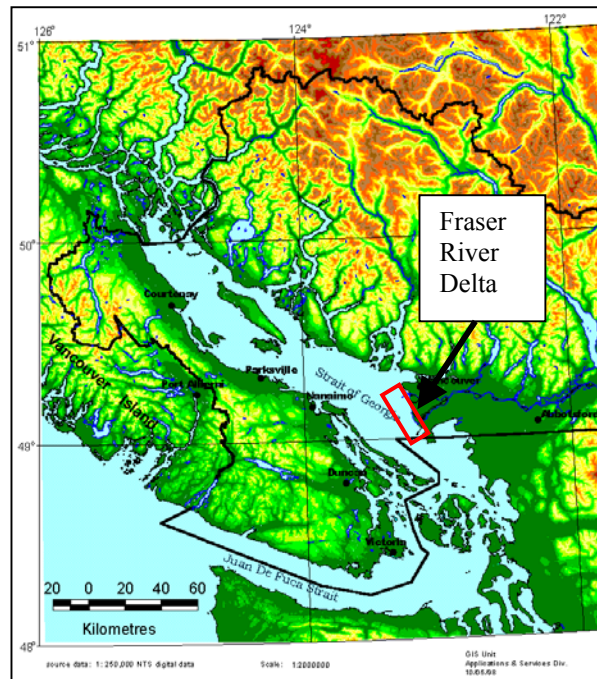 126°
124°
122°
51°
Fraser
River
Delta
50°
Courtenay
Vancouver Island
Port Alberni
Parksville
Strait of Georgia
Nanaimo
Abbotsford
49°
Duncan
Victoria
Juan De Fuca Strait
20 0 20 40 60
Kilometres
48°
source data: 1: 250,000 NTS digital data
Scale: 1:2000000
GIS Unit
Applications & Services Div.